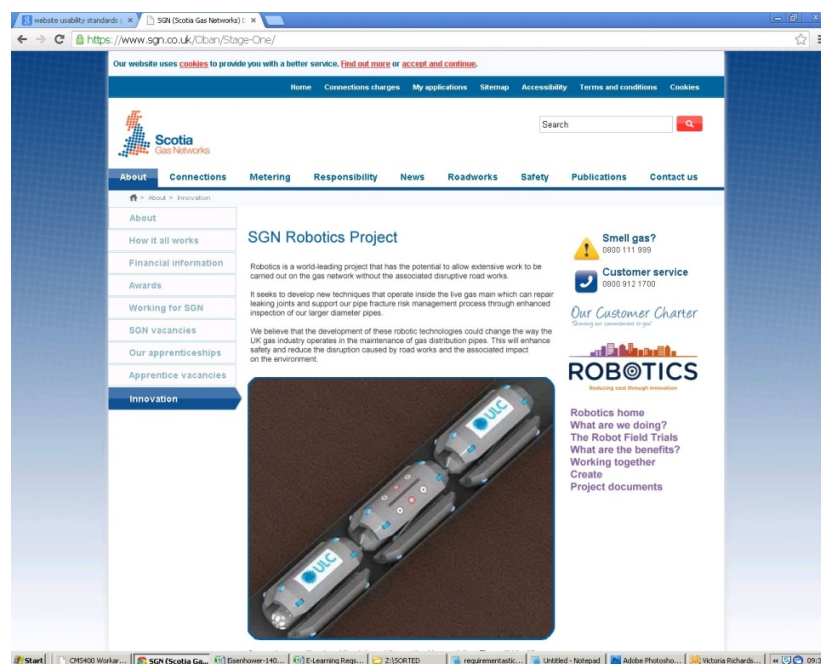 website usability standards
SGN (Scotia Gas Networks)
https://www.sgn.co.uk/Oban/Stage-One/
Our website uses cookies to provide you with a better service. Find out more or accept and continue.
Home Connections charges My applications Sitemap Accessibility Terms and conditions Cookies
Search
Scotia
Gas Networks
About Connections Metering Responsibility News Roadworks Safety Publications Contact us
> About > Innovation
About
How it all works
Financial information
Awards
Working for SGN
SGN vacancies
Our apprenticeships
Apprentice vacancies
Innovation
SGN Robotics Project
Robotics is a world-leading project that has the potential to allow extensive work to be
carried out on the gas network without the associated disruptive road works.
It seeks to develop new techniques that operate inside the live gas main which can repair
leaking joints and support our pipe fracture risk management process through enhanced
inspection of our larger diameter pipes.
We believe that the development of these robotic technologies could change the way the
UK gas industry operates in the maintenance of gas distribution pipes. This will enhance
safety and reduce the disruption caused by road works and the associated impact
on the environment.
ULC
ULC
Smell gas?
0800 111 999
Customer service
0800 912 1700
Our Customer Charter
"Sharing our commitment to you"
ROBOTICS
Reducing cost through innovation
Robotics home
What are we doing?
The Robot Field Trials
What are the benefits?
Working together
Create
Project documents
Start CMS400 Workar... SGN (Scotia Ga... Eisenhower-140... E-Learning Reqs... Z:\SORTED requirementastic... Untitled - Notepad Adobe Photosho... Victoria Richards...